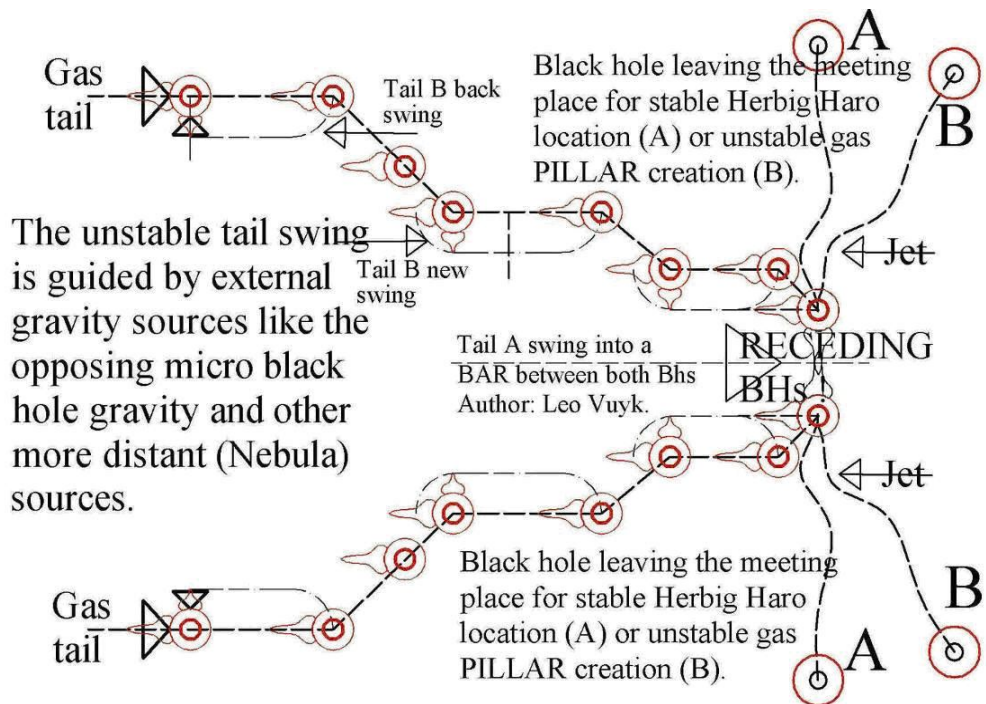 A
B
Gas
tail
Tail B back
swing
Black hole leaving the meeting
place for stable Herbig Haro
location (A) or unstable gas
PILLAR creation (B).
The unstable tail swing
is guided by external
gravity sources like the
opposing micro black
hole gravity and other
more distant (Nebula)
sources.
Tail B new
swing
Jet
Tail A swing into a
BAR between both Bhs
Author: Leo Vuyk.
RECEDING
BHs.
Jet
Black hole leaving the meeting
place for stable Herbig Haro
location (A) or unstable gas
PILLAR creation (B).
Gas
tail
A
B